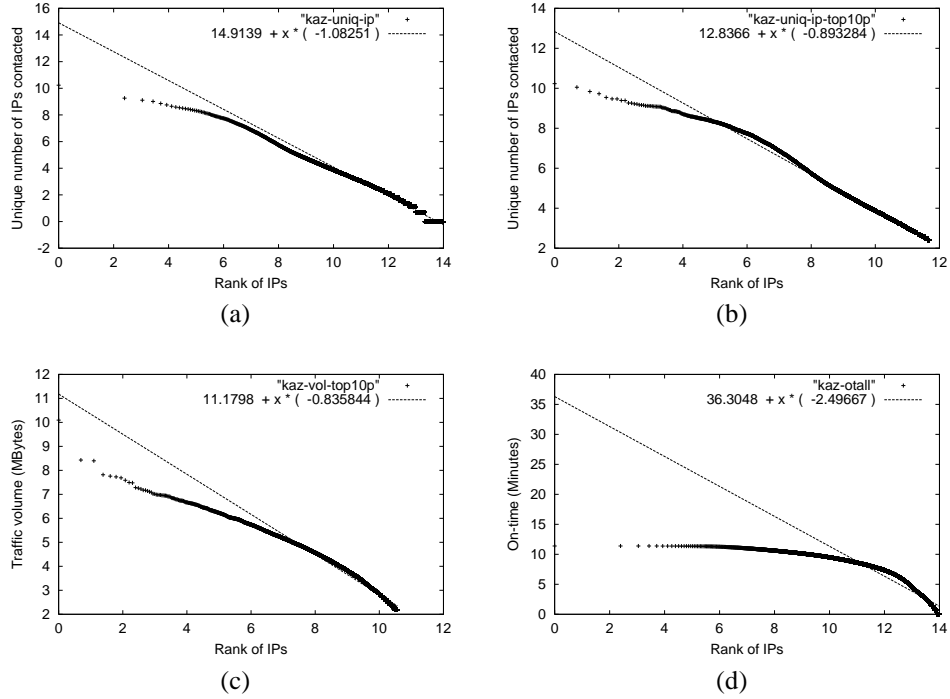 "kaz-uniq-ip"
14.9139 + x * ( -1.08251 )
16
14
12
10
8
6
4
2
0
-2
Unique number of IPs contacted
0 2 4 6 8 10 12 14
Rank of IPs
(a)
"kaz-uniq-ip-top10p"
12.8366 + x * ( -0.893284 )
14
12
10
8
6
4
2
Unique number of IPs contacted
0 2 4 6 8 10 12
Rank of IPs
(b)
"kaz-vol-top10p"
11.1798 + x * ( -0.835844 )
12
11
10
9
8
7
6
5
4
3
2
Traffic volume (MBytes)
0 2 4 6 8 10 12
Rank of IPs
(c)
"kaz-otall"
36.3048 + x * ( -2.49667 )
40
35
30
25
20
15
10
5
0
On-time (Minutes)
0 2 4 6 8 10 12 14
Rank of IPs
(d)